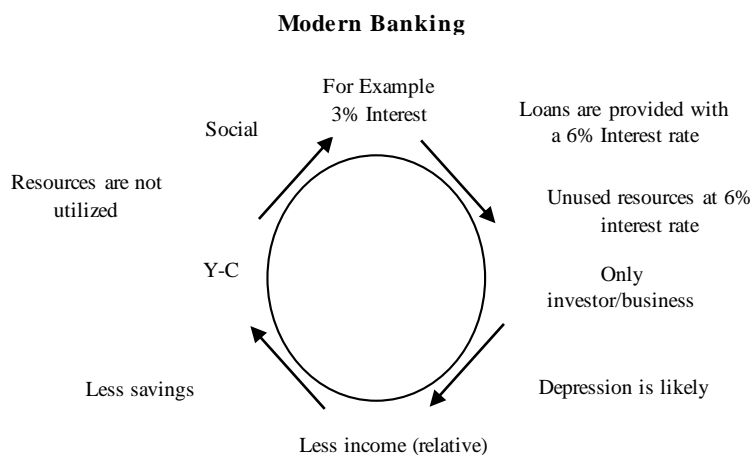 Modern Banking
For Example
3% Interest
Loans are provided with
a 6% Interest rate
Social
Resources are not
utilized
Unused resources at 6%
interest rate
Y-C
Only
investor/business
Less savings
Depression is likely
Less income (relative)